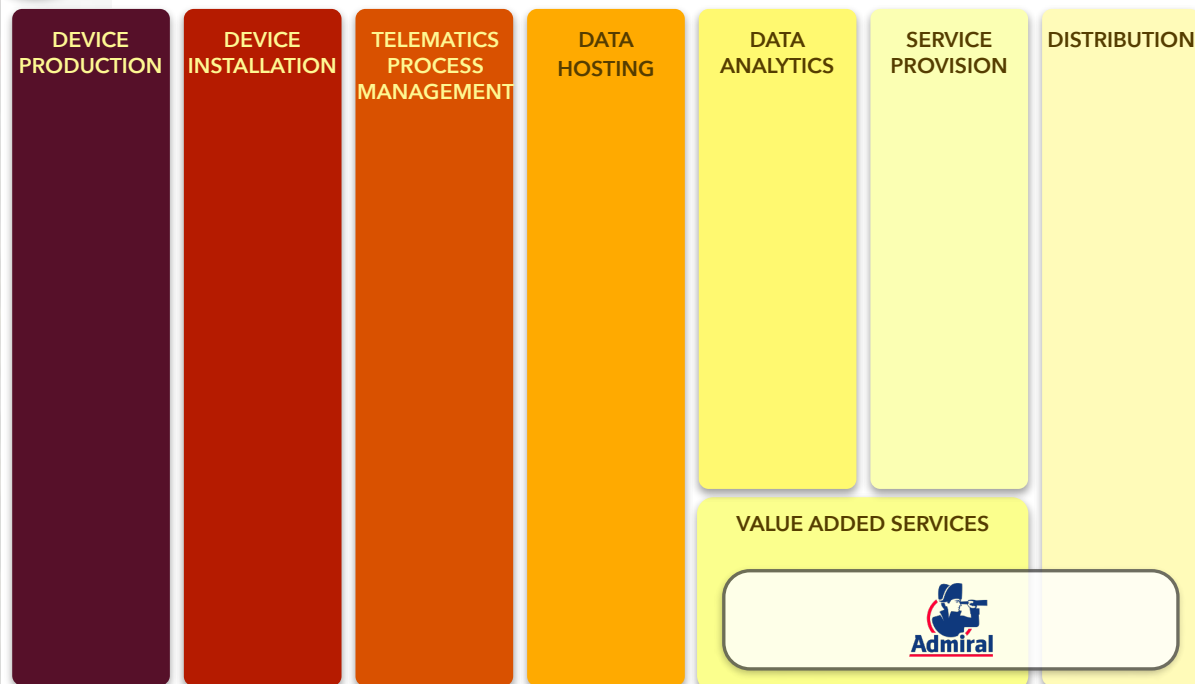 DEVICE
PRODUCTION
DEVICE
INSTALLATION
TELEMATICS
PROCESS
MANAGEMENT
DATA
HOSTING
DATA
ANALYTICS
SERVICE
PROVISION
DISTRIBUTION
VALUE ADDED SERVICES
Admiral